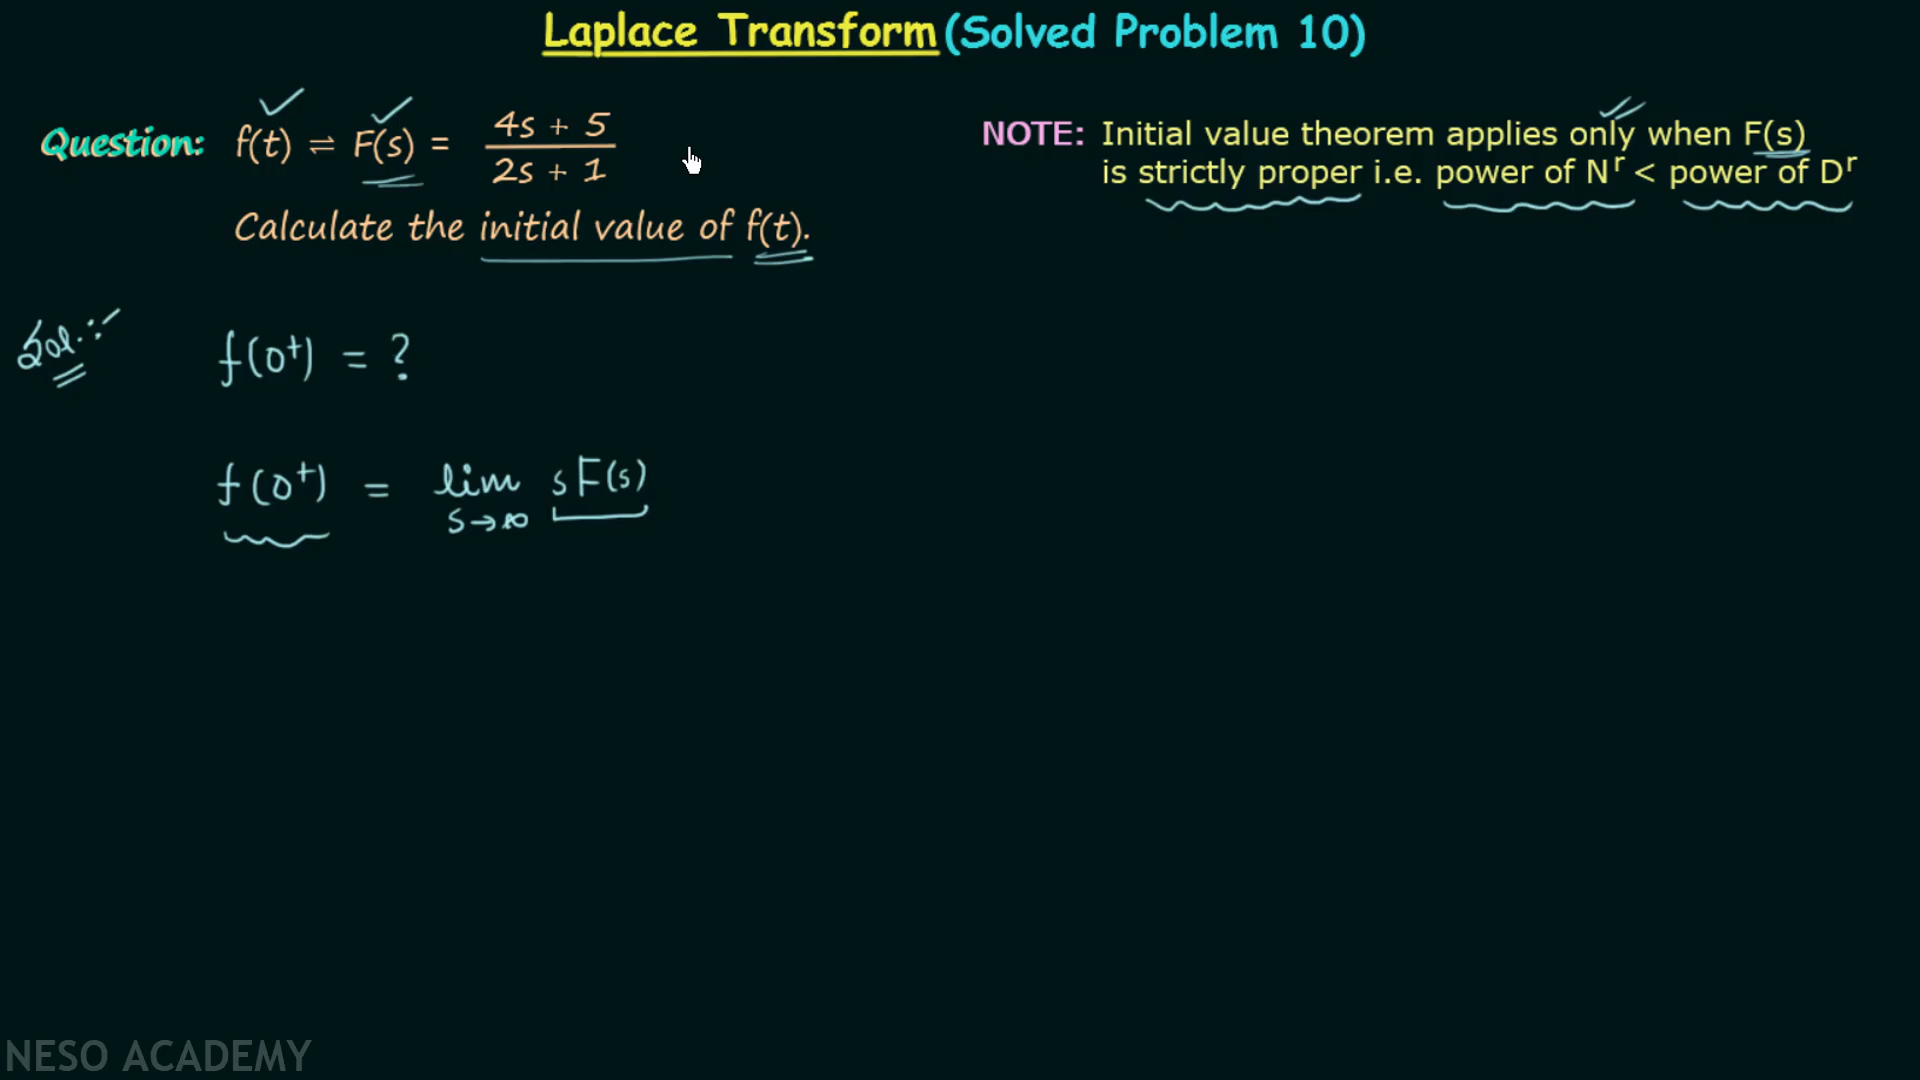 Laplace Transform (Solved Problem 10)
Question: f(t) ⇌ F(s) = (4s + 5)/(2s + 1)
Calculate the initial value of f(t).
NOTE: Initial value theorem applies only when F(s)
is strictly proper i.e. power of Nʳ < power of Dʳ
Sol.:
f(0⁺) = ?
f(0⁺) = lim sF(s)
s→∞
NESO ACADEMY